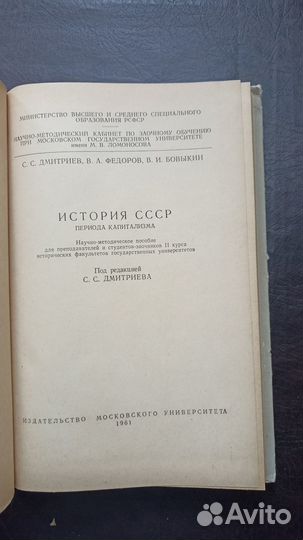 МИНИСТЕРСТВО ВЫСШЕГО И СРЕДНЕГО СПЕЦИАЛЬНОГО
ОБРАЗОВАНИЯ РСФСР
НАУЧНО-МЕТОДИЧЕСКИЙ КАБИНЕТ ПО ЗАОЧНОМУ ОБУЧЕНИЮ
ПРИ МОСКОВСКОМ ГОСУДАРСТВЕННОМ УНИВЕРСИТЕТЕ
имени М. В. ЛОМОНОСОВА
С. С. ДМИТРИЕВ, В. А. ФЕДОРОВ, В. И. БОВЫКИН
ИСТОРИЯ СССР
ПЕРИОДА КАПИТАЛИЗМА
Научно-методическое пособие
для преподавателей и студентов-заочников II курса
исторических факультетов государственных университетов
Под редакцией
С. С. ДМИТРИЕВА
ИЗДАТЕЛЬСТВО МОСКОВСКОГО УНИВЕРСИТЕТА
1961
Avito